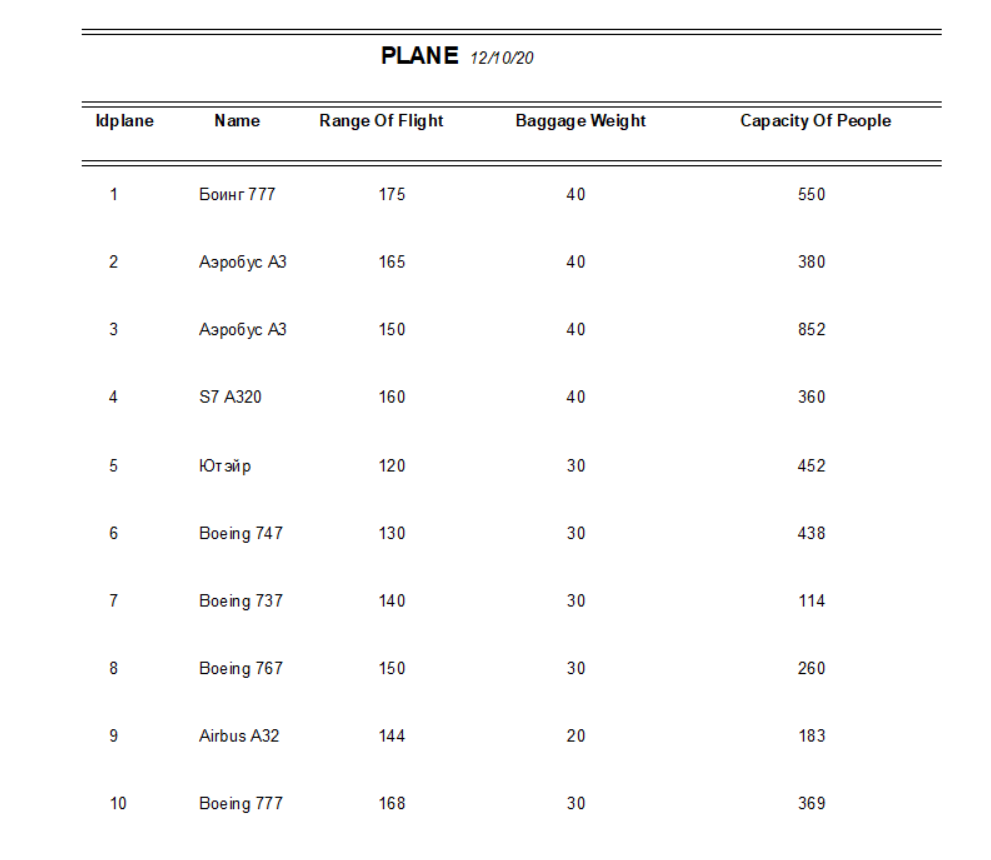 PLANE 12/10/20
Idplane Name Range Of Flight Baggage Weight Capacity Of People
1 Боинг 777 175 40 550
2 Аэробус А3 165 40 380
3 Аэробус А3 150 40 852
4 S7 A320 160 40 360
5 Ютэйр 120 30 452
6 Boeing 747 130 30 438
7 Boeing 737 140 30 114
8 Boeing 767 150 30 260
9 Airbus A32 144 20 183
10 Boeing 777 168 30 369